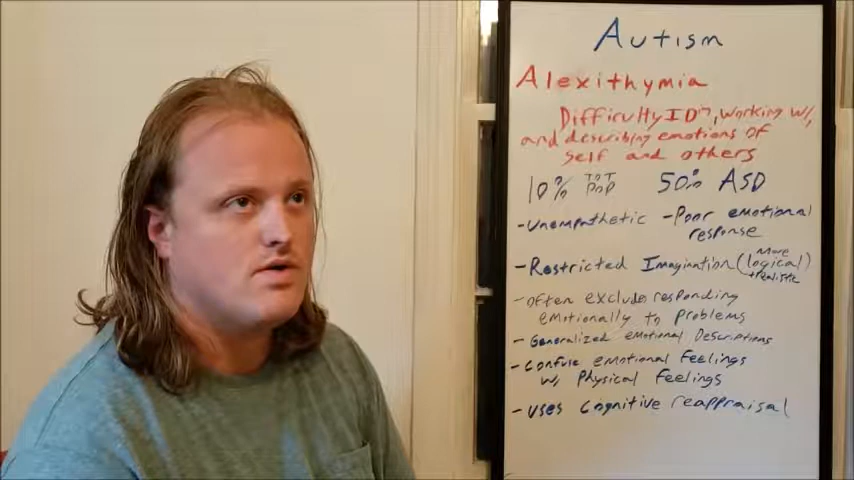 Autism
Alexithymia
Difficulty ID'n, working w/,
and describing emotions of
self and others
10% TOT POP 50% ASD
-Unempathetic -Poor emotional
response
-Restricted Imagination (more logical + realistic)
-often exclude responding
emotionally to problems
-Generalized emotional Descriptions
-Confuse emotional Feelings
w/ Physical Feelings
-Uses Cognitive reappraisal